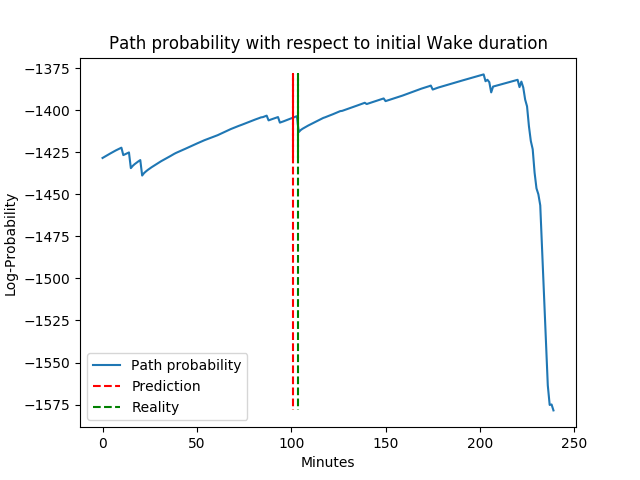 Path probability with respect to initial Wake duration
−1375
−1400
−1425
−1450
−1475
−1500
−1525
−1550
−1575
Log-Probability
Path probability
Prediction
Reality
0 50 100 150 200 250
Minutes